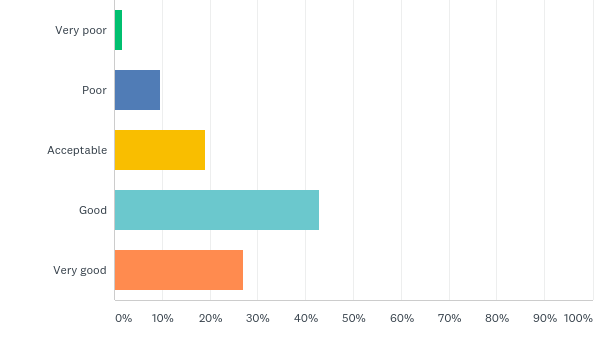 Very poor
Poor
Acceptable
Good
Very good
0% 10% 20% 30% 40% 50% 60% 70% 80% 90% 100%